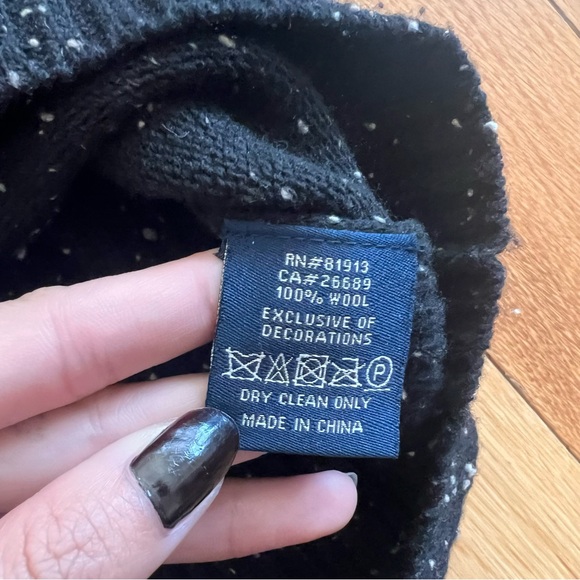 RN#81913
CA#26689
100% WOOL
EXCLUSIVE OF
DECORATIONS
P
DRY CLEAN ONLY
MADE IN CHINA